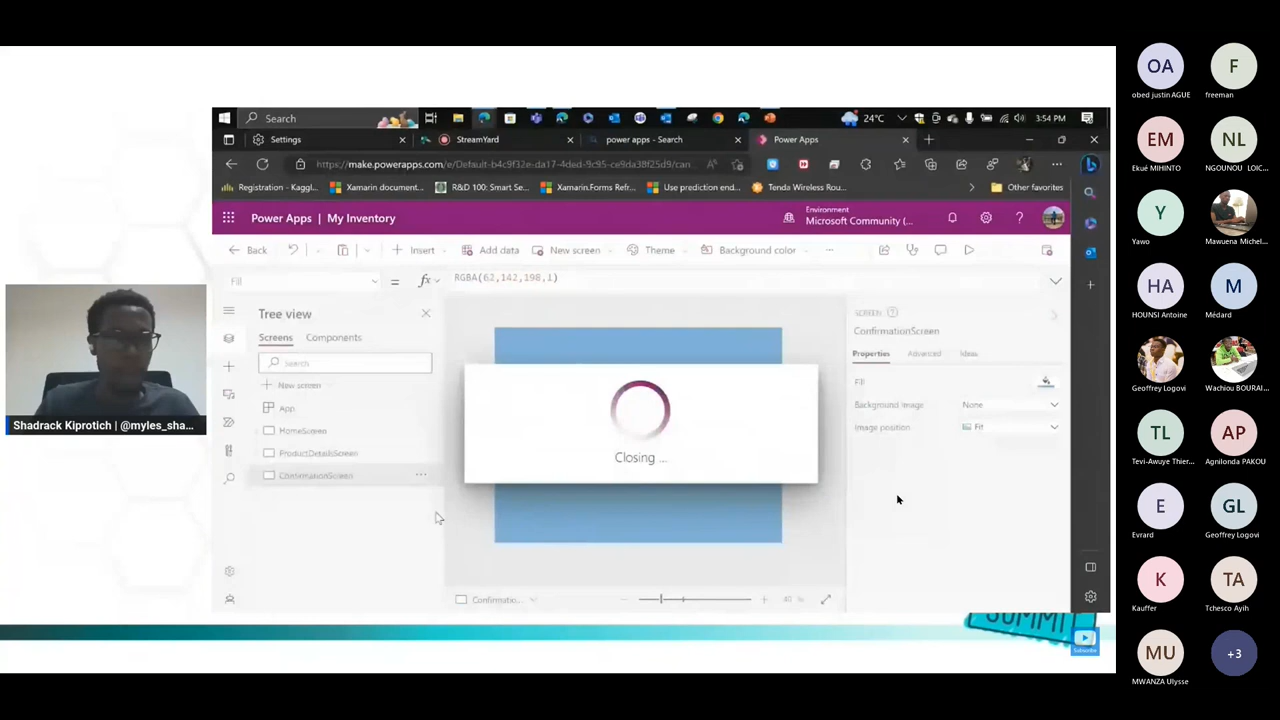 Search
24°C
3:54 PM
Settings
StreamYard
power apps - Search
Power Apps
https://make.powerapps.com/e/Default-b4c9f32e-da17-4ded-9c95-ce9da38f25d9/can
Registration - Kaggl...
Xamarin document...
R&D 100: Smart Se...
Xamarin.Forms Refr...
Use prediction end...
Tenda Wireless Rou...
Other favorites
Power Apps | My Inventory
Environment
Microsoft Community (...
Back
Insert
Add data
New screen
Theme
Background color
Fill
=
fx
RGBA(62,142,198,1)
Tree view
Screens
Components
Search
New screen
App
HomeScreen
ProductDetailsScreen
ConfirmationScreen
Closing ...
SCREEN
ConfirmationScreen
Properties
Advanced
Ideas
Fill
Background image
None
Image position
Fit
Confirmatio...
40 %
SUMMIT
Subscribe
Shadrack Kiprotich | @myles_sha...
OA
obed justin AGUE
F
freeman
EM
Ekué MIHINTO
NL
NGOUNOU LOIC...
Y
Yawo
Mawuena Michel...
HA
HOUNSI Antoine
M
Médard
Geoffrey Logovi
Wachiou BOURAI...
TL
Tevi-Awuye Thier...
AP
Agnilonda PAKOU
E
Evrard
GL
Geoffrey Logovi
K
Kauffer
TA
Tchesco Ayih
MU
MWANZA Ulysse
+3